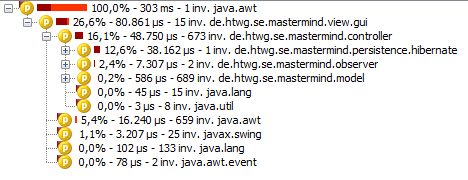 100,0% - 303 ms - 1 inv. java.awt
26,6% - 80.861 µs - 15 inv. de.htwg.se.mastermind.view.gui
16,1% - 48.750 µs - 673 inv. de.htwg.se.mastermind.controller
12,6% - 38.162 µs - 1 inv. de.htwg.se.mastermind.persistence.hibernate
2,4% - 7.307 µs - 2 inv. de.htwg.se.mastermind.observer
0,2% - 586 µs - 689 inv. de.htwg.se.mastermind.model
0,0% - 45 µs - 15 inv. java.lang
0,0% - 3 µs - 8 inv. java.util
5,4% - 16.240 µs - 659 inv. java.awt
1,1% - 3.207 µs - 25 inv. javax.swing
0,0% - 102 µs - 133 inv. java.lang
0,0% - 78 µs - 2 inv. java.awt.event